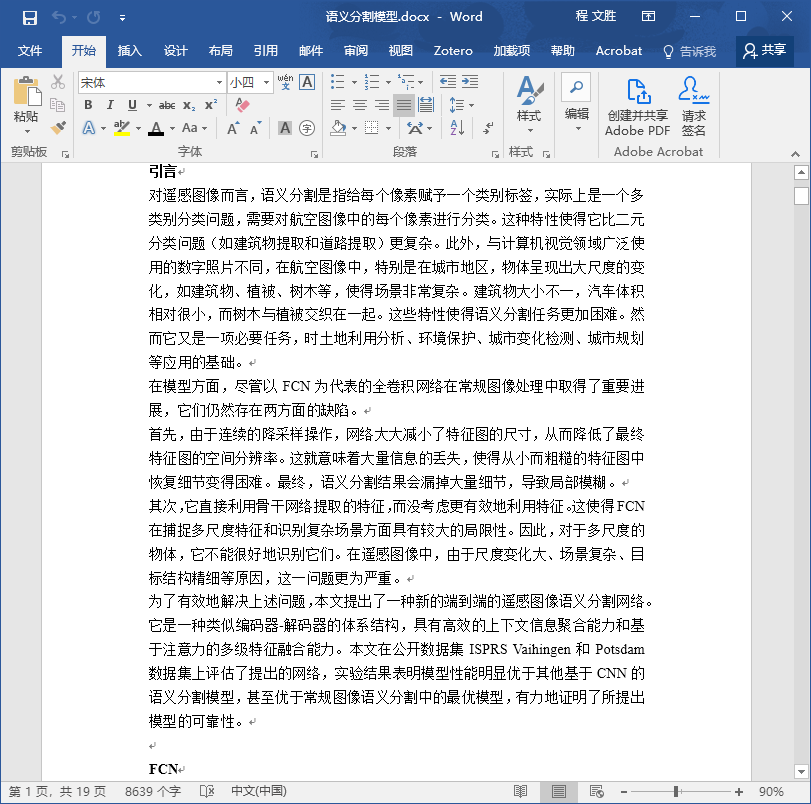 语义分割模型.docx - Word
程 文胜
文件 开始 插入 设计 布局 引用 邮件 审阅 视图 Zotero 加载项 帮助 Acrobat 告诉我 共享
宋体 小四 wén 文 A
粘贴 B I U abc x₂ x² 样式 编辑 创建并共享 请求
A aby A Aa A A A 字 Adobe PDF 签名
剪贴板 字体 段落 样式 Adobe Acrobat
引言
对遥感图像而言，语义分割是指给每个像素赋予一个类别标签，实际上是一个多
类别分类问题，需要对航空图像中的每个像素进行分类。这种特性使得它比二元
分类问题（如建筑物提取和道路提取）更复杂。此外，与计算机视觉领域广泛使
用的数字照片不同，在航空图像中，特别是在城市地区，物体呈现出大尺度的变
化，如建筑物、植被、树木等，使得场景非常复杂。建筑物大小不一，汽车体积
相对很小，而树木与植被交织在一起。这些特性使得语义分割任务更加困难。然
而它又是一项必要任务，时土地利用分析、环境保护、城市变化检测、城市规划
等应用的基础。
在模型方面，尽管以 FCN 为代表的全卷积网络在常规图像处理中取得了重要进
展，它们仍然存在两方面的缺陷。
首先，由于连续的降采样操作，网络大大减小了特征图的尺寸，从而降低了最终
特征图的空间分辨率。这就意味着大量信息的丢失，使得从小而粗糙的特征图中
恢复细节变得困难。最终，语义分割结果会漏掉大量细节，导致局部模糊。
其次，它直接利用骨干网络提取的特征，而没考虑更有效地利用特征。这使得 FCN
在捕捉多尺度特征和识别复杂场景方面具有较大的局限性。因此，对于多尺度的
物体，它不能很好地识别它们。在遥感图像中，由于尺度变化大、场景复杂、目
标结构精细等原因，这一问题更为严重。
为了有效地解决上述问题，本文提出了一种新的端到端的遥感图像语义分割网络。
它是一种类似编码器-解码器的体系结构，具有高效的上下文信息聚合能力和基
于注意力的多级特征融合能力。本文在公开数据集 ISPRS Vaihingen 和 Potsdam
数据集上评估了提出的网络，实验结果表明模型性能明显优于其他基于 CNN 的
语义分割模型，甚至优于常规图像语义分割中的最优模型，有力地证明了所提出
模型的可靠性。
FCN
第 1 页，共 19 页 8639 个字 中文(中国) 90%